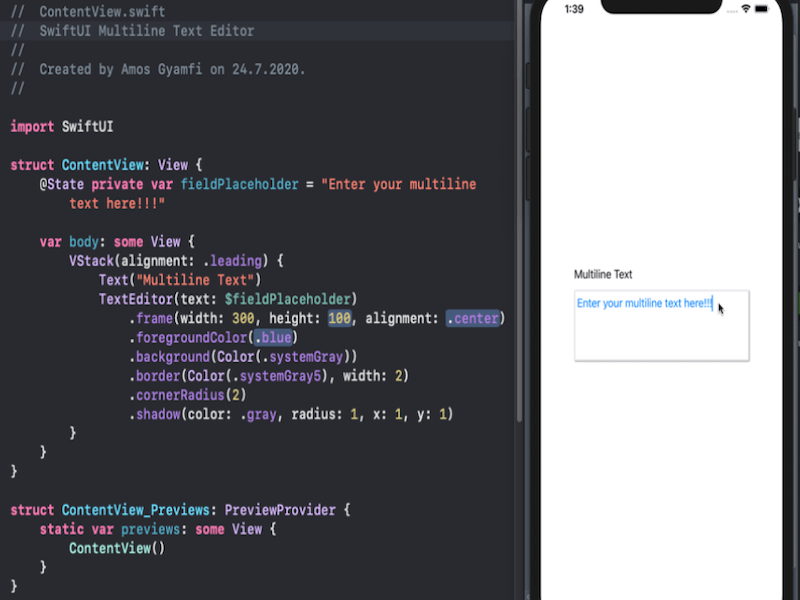 //  ContentView.swift
//  SwiftUI Multiline Text Editor
//
//  Created by Amos Gyamfi on 24.7.2020.
//
import SwiftUI
struct ContentView: View {
    @State private var fieldPlaceholder = "Enter your multiline
        text here!!!"
    var body: some View {
        VStack(alignment: .leading) {
            Text("Multiline Text")
            TextEditor(text: $fieldPlaceholder)
                .frame(width: 300, height: 100, alignment: .center)
                .foregroundColor(.blue)
                .background(Color(.systemGray))
                .border(Color(.systemGray5), width: 2)
                .cornerRadius(2)
                .shadow(color: .gray, radius: 1, x: 1, y: 1)
        }
    }
}
struct ContentView_Previews: PreviewProvider {
    static var previews: some View {
        ContentView()
    }
}
1:39
Multiline Text
Enter your multiline text here!!!